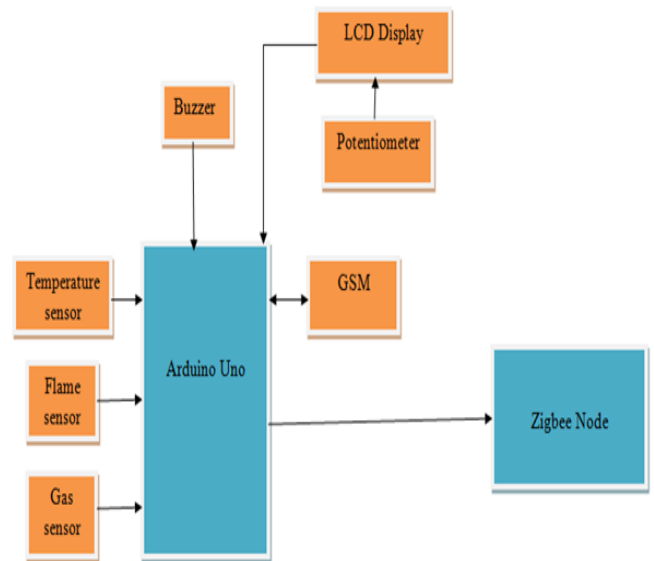 LCD Display
Buzzer
Potentiometer
Temperature
sensor
GSM
Arduino Uno
Flame
sensor
Zigbee Node
Gas
sensor